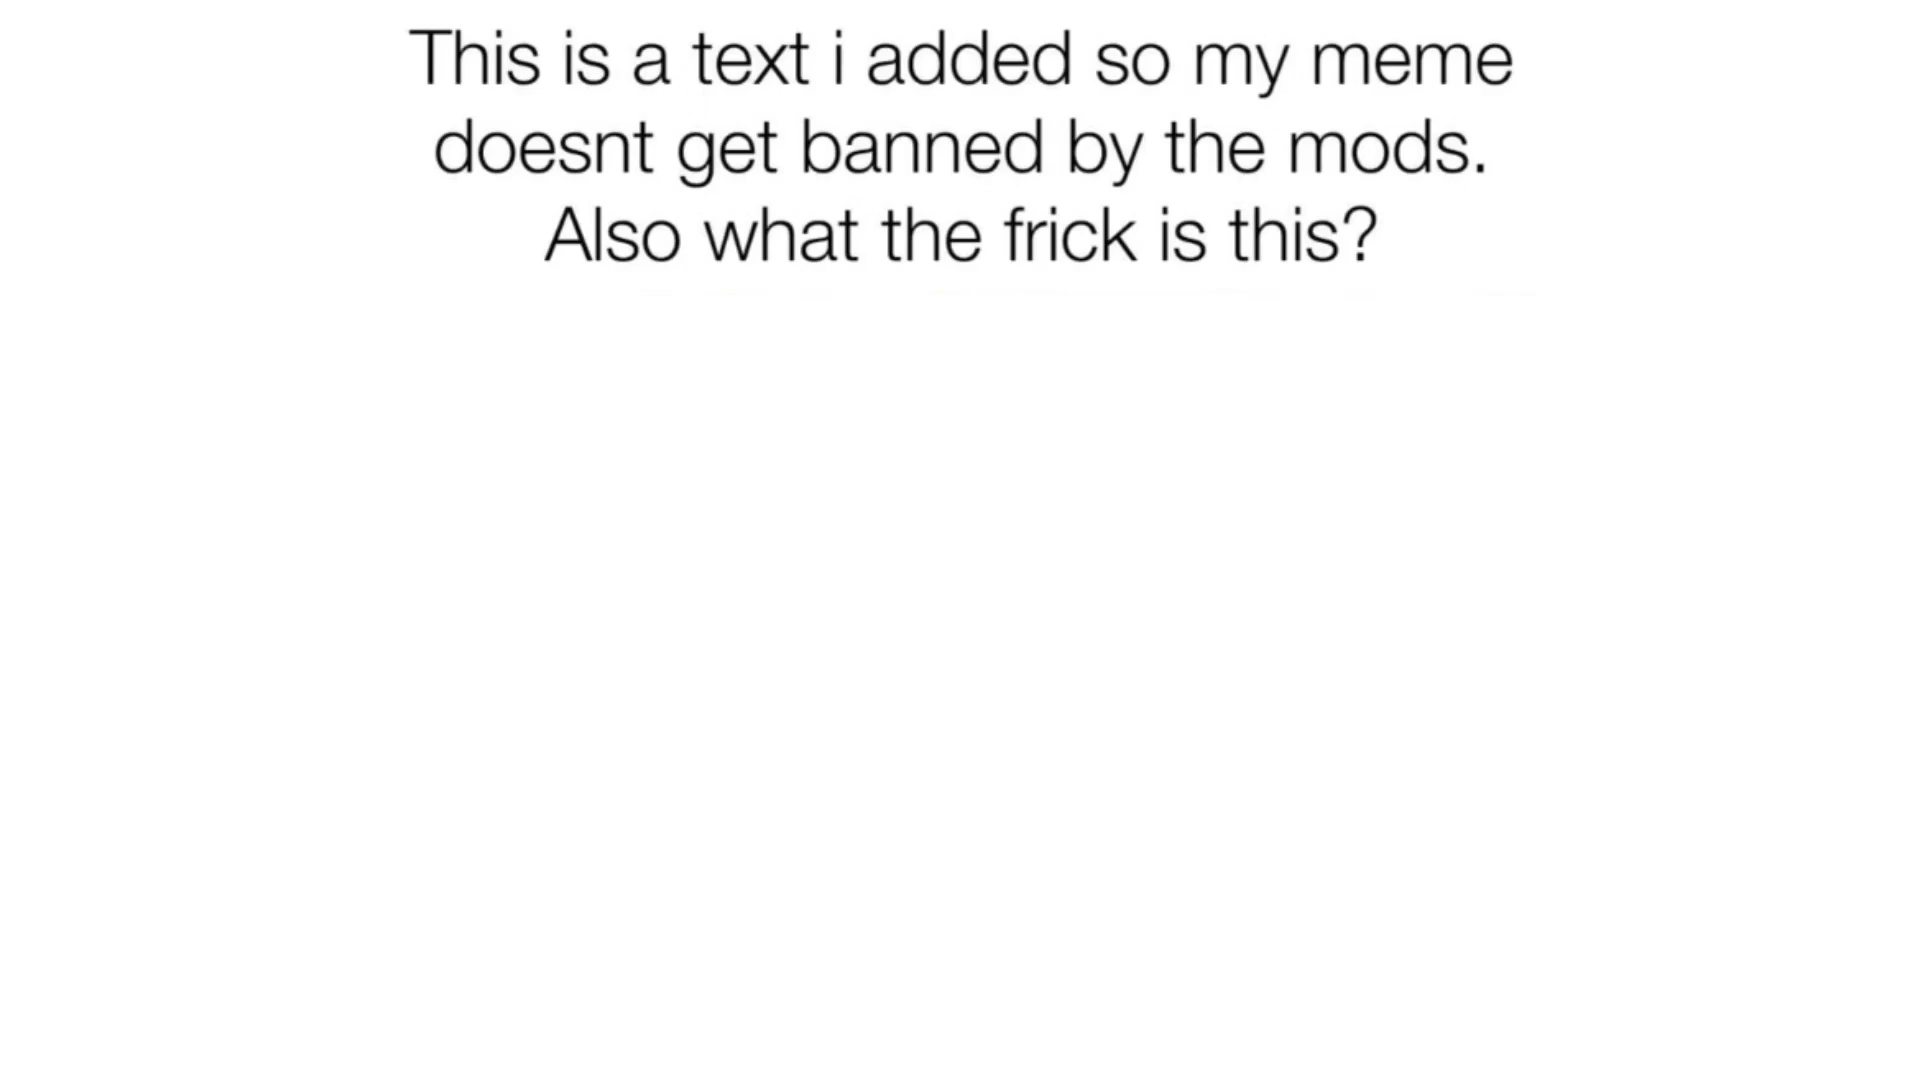 This is a text i added so my meme
doesnt get banned by the mods.
Also what the frick is this?